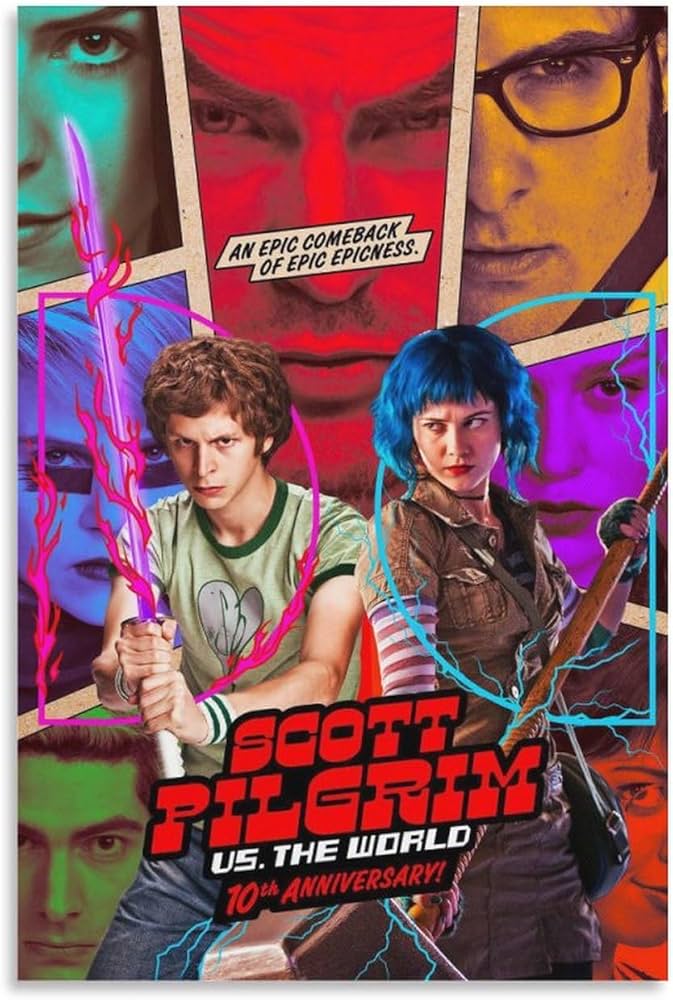 AN EPIC COMEBACK
OF EPIC EPICNESS.
SCOTT
PILGRIM
VS. THE WORLD
10th ANNIVERSARY!